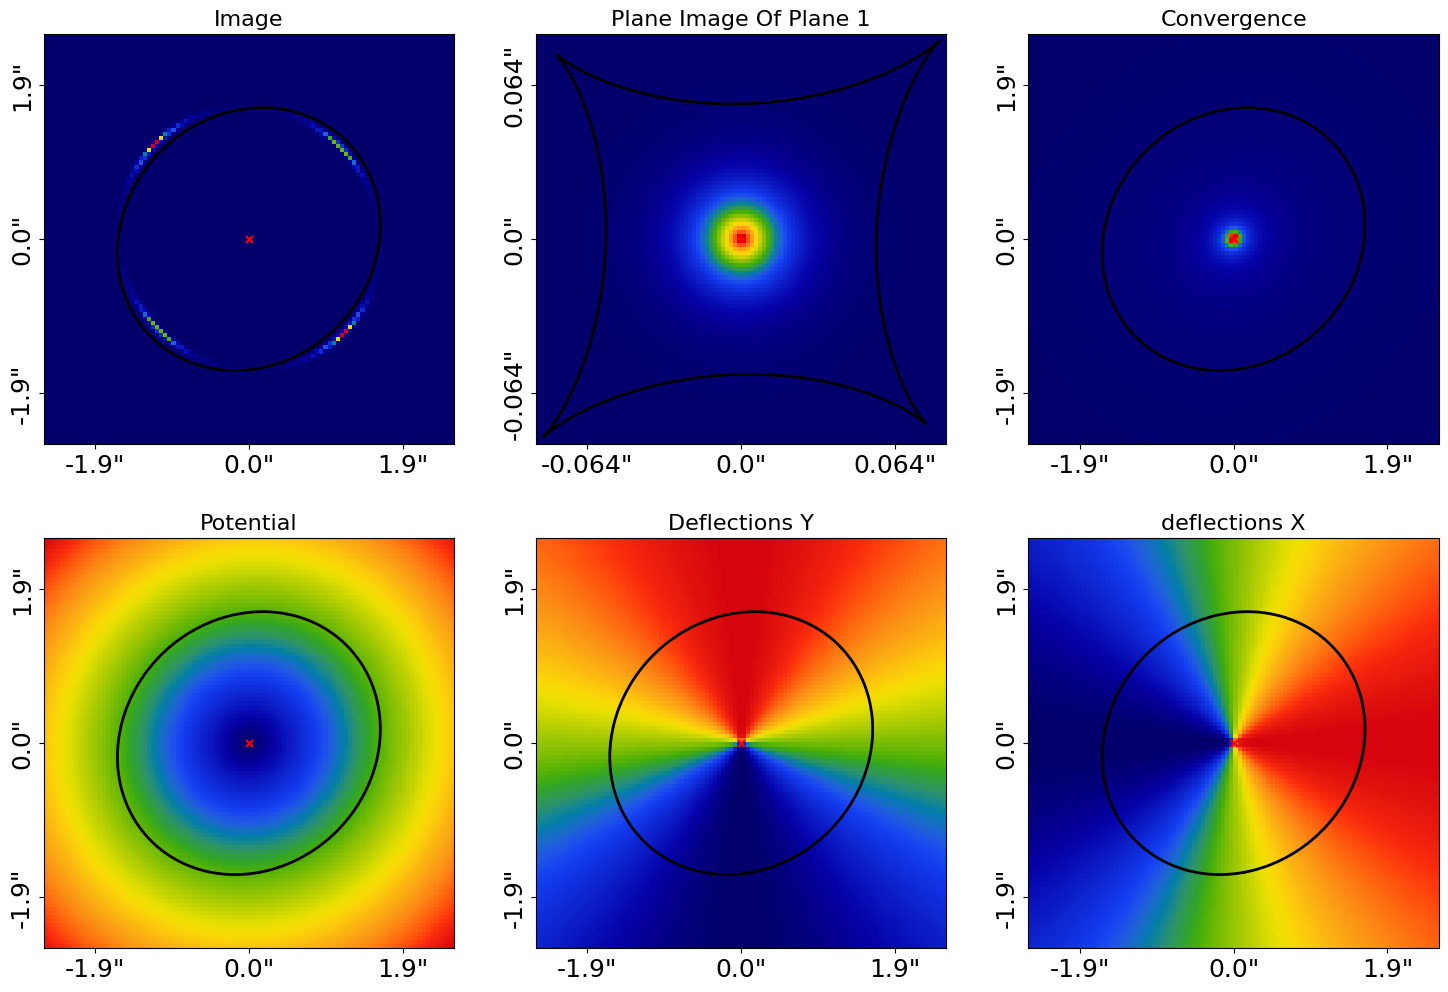 Image
1.9"
0.0"
-1.9"
-1.9" 0.0" 1.9"
Plane Image Of Plane 1
0.064"
0.0"
-0.064"
-0.064" 0.0" 0.064"
Convergence
1.9"
0.0"
-1.9"
-1.9" 0.0" 1.9"
Potential
1.9"
0.0"
-1.9"
-1.9" 0.0" 1.9"
Deflections Y
1.9"
0.0"
-1.9"
-1.9" 0.0" 1.9"
deflections X
1.9"
0.0"
-1.9"
-1.9" 0.0" 1.9"